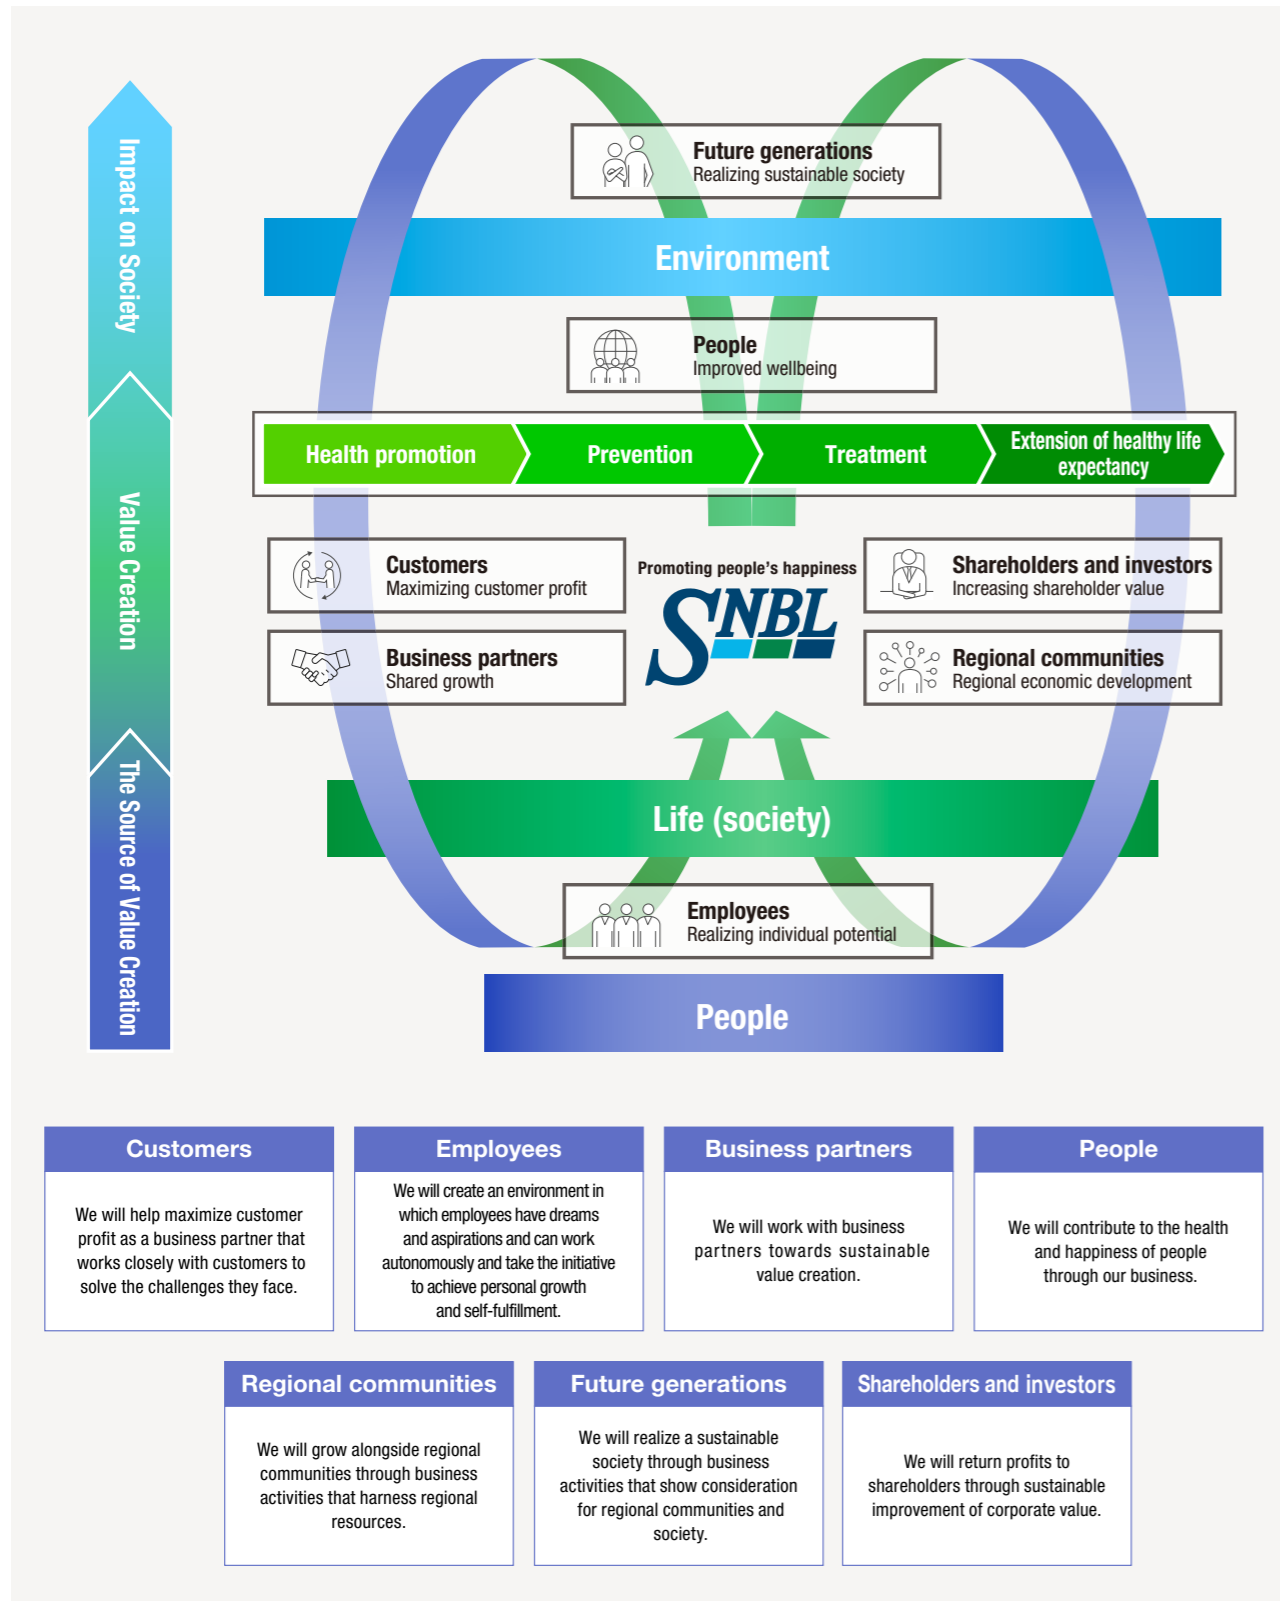 Impact on Society
Value Creation
The Source of Value Creation
Future generations
Realizing sustainable society
Environment
People
Improved wellbeing
Health promotion
Prevention
Treatment
Extension of healthy life
expectancy
Customers
Maximizing customer profit
Business partners
Shared growth
Promoting people's happiness
SNBL
Shareholders and investors
Increasing shareholder value
Regional communities
Regional economic development
Life (society)
Employees
Realizing individual potential
People
Customers
We will help maximize customer
profit as a business partner that
works closely with customers to
solve the challenges they face.
Employees
We will create an environment in
which employees have dreams
and aspirations and can work
autonomously and take the initiative
to achieve personal growth
and self-fulfillment.
Business partners
We will work with business
partners towards sustainable
value creation.
People
We will contribute to the health
and happiness of people
through our business.
Regional communities
We will grow alongside regional
communities through business
activities that harness regional
resources.
Future generations
We will realize a sustainable
society through business
activities that show consideration
for regional communities and
society.
Shareholders and investors
We will return profits to
shareholders through sustainable
improvement of corporate value.